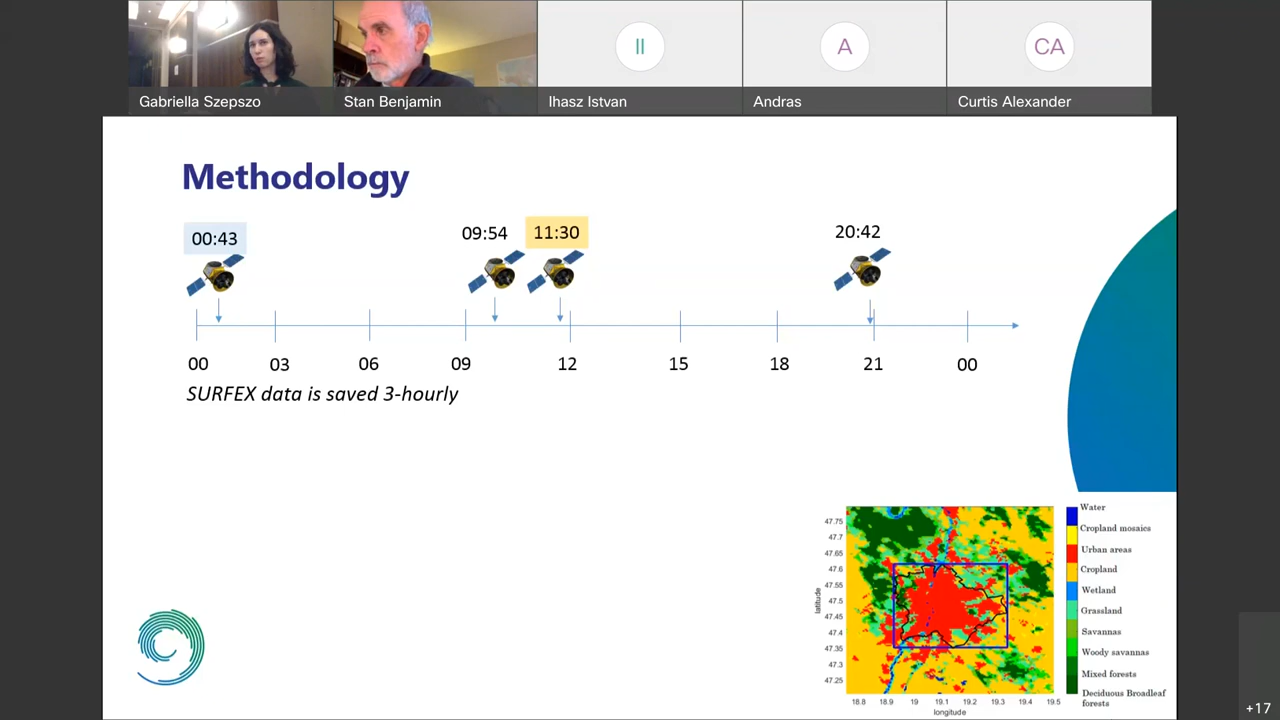 II
A
CA
Gabriella Szepszo
Stan Benjamin
Ihasz Istvan
Andras
Curtis Alexander
Methodology
00:43
09:54
11:30
20:42
00
03
06
09
12
15
18
21
00
SURFEX data is saved 3-hourly
47.75
47.7
47.65
47.6
47.55
47.5
47.45
47.4
47.35
47.3
47.25
latitude
18.8
18.9
19
19.1
19.2
19.3
19.4
19.5
longitude
Water
Cropland mosaics
Urban areas
Cropland
Wetland
Grassland
Savannas
Woody savannas
Mixed forests
Deciduous Broadleaf
forests
+17